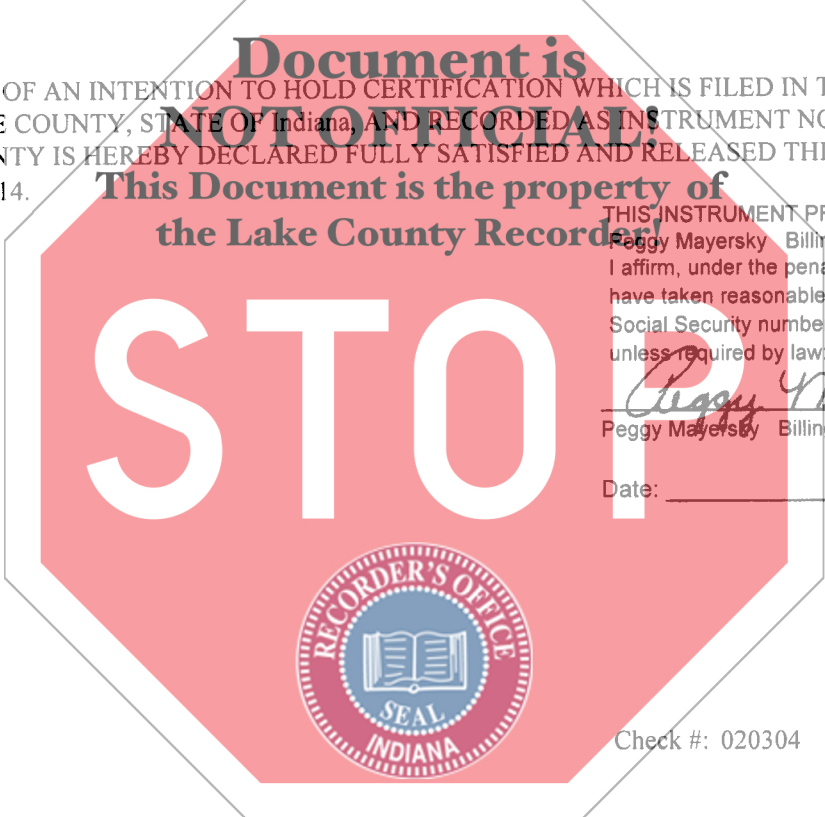 Document is
OF AN INTENTION TO HOLD CERTIFICATION WHICH IS FILED IN T
NOT OFFICIAL!
E COUNTY, STATE OF Indiana, AND RECORDED AS INSTRUMENT NO
NTY IS HEREBY DECLARED FULLY SATISFIED AND RELEASED THI
14.
This Document is the property of
the Lake County Recorder!
THIS INSTRUMENT PR
Peggy Mayersky Billin
I affirm, under the pena
have taken reasonable
Social Security numbe
unless required by law:
STOP
Peggy M
Peggy Mayersky Billing
Date:
RECORDER'S OFFICE
SEAL
INDIANA
Check #: 020304